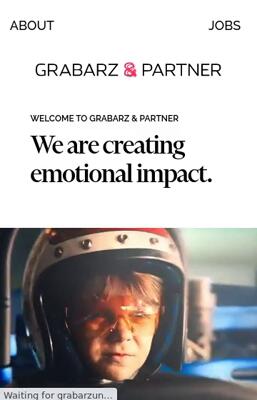 ABOUT
JOBS
GRABARZ & PARTNER
WELCOME TO GRABARZ & PARTNER
We are creating
emotional impact.
Waiting for grabarzun...